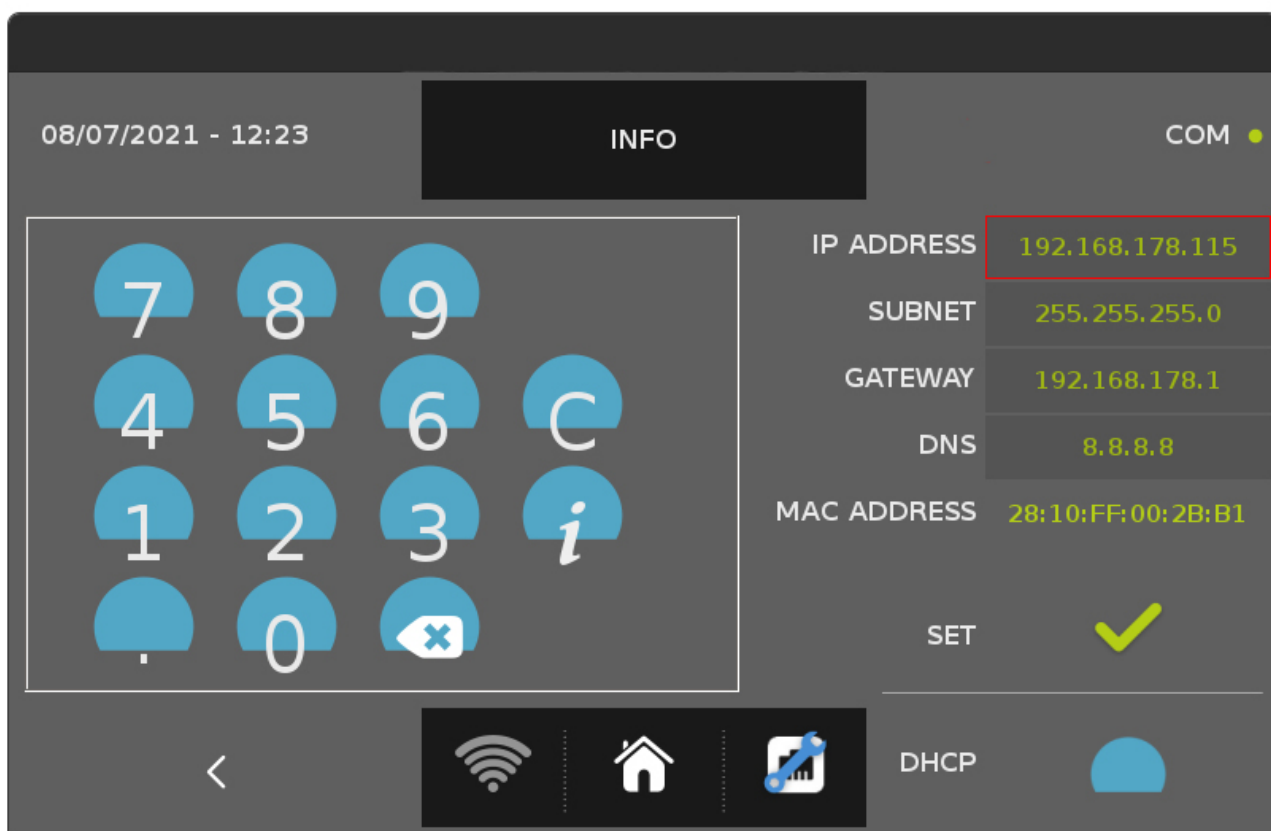 08/07/2021 - 12:23
INFO
COM
7 8 9
4 5 6 C
1 2 3 i
. 0
IP ADDRESS 192.168.178.115
SUBNET 255.255.255.0
GATEWAY 192.168.178.1
DNS 8.8.8.8
MAC ADDRESS 28:10:FF:00:2B:B1
SET
DHCP